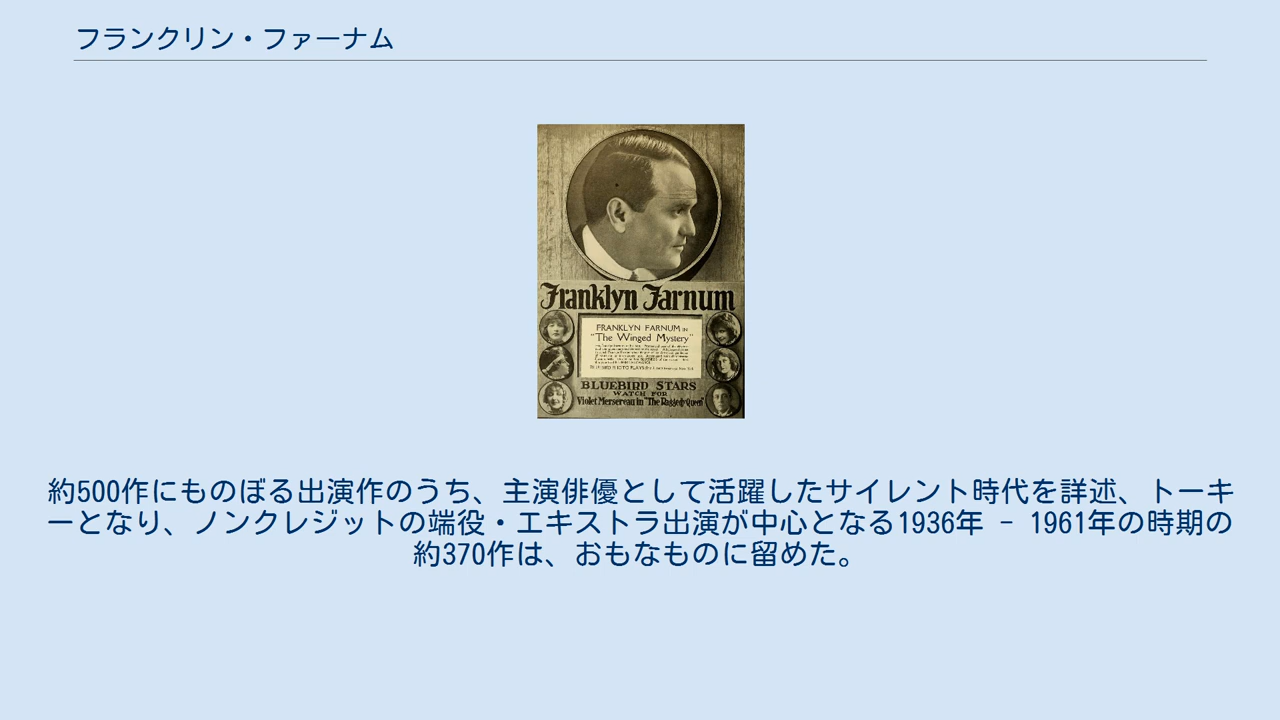 フランクリン・ファーナム
Franklyn Farnum
FRANKLYN FARNUM IN
"The Winged Mystery"
BLUEBIRD STARS
WATCH FOR
Violet Mersereau in "The Ragged Queen"
約500作にものぼる出演作のうち、主演俳優として活躍したサイレント時代を詳述、トーキ
ーとなり、ノンクレジットの端役・エキストラ出演が中心となる1936年 - 1961年の時期の
約370作は、おもなものに留めた。